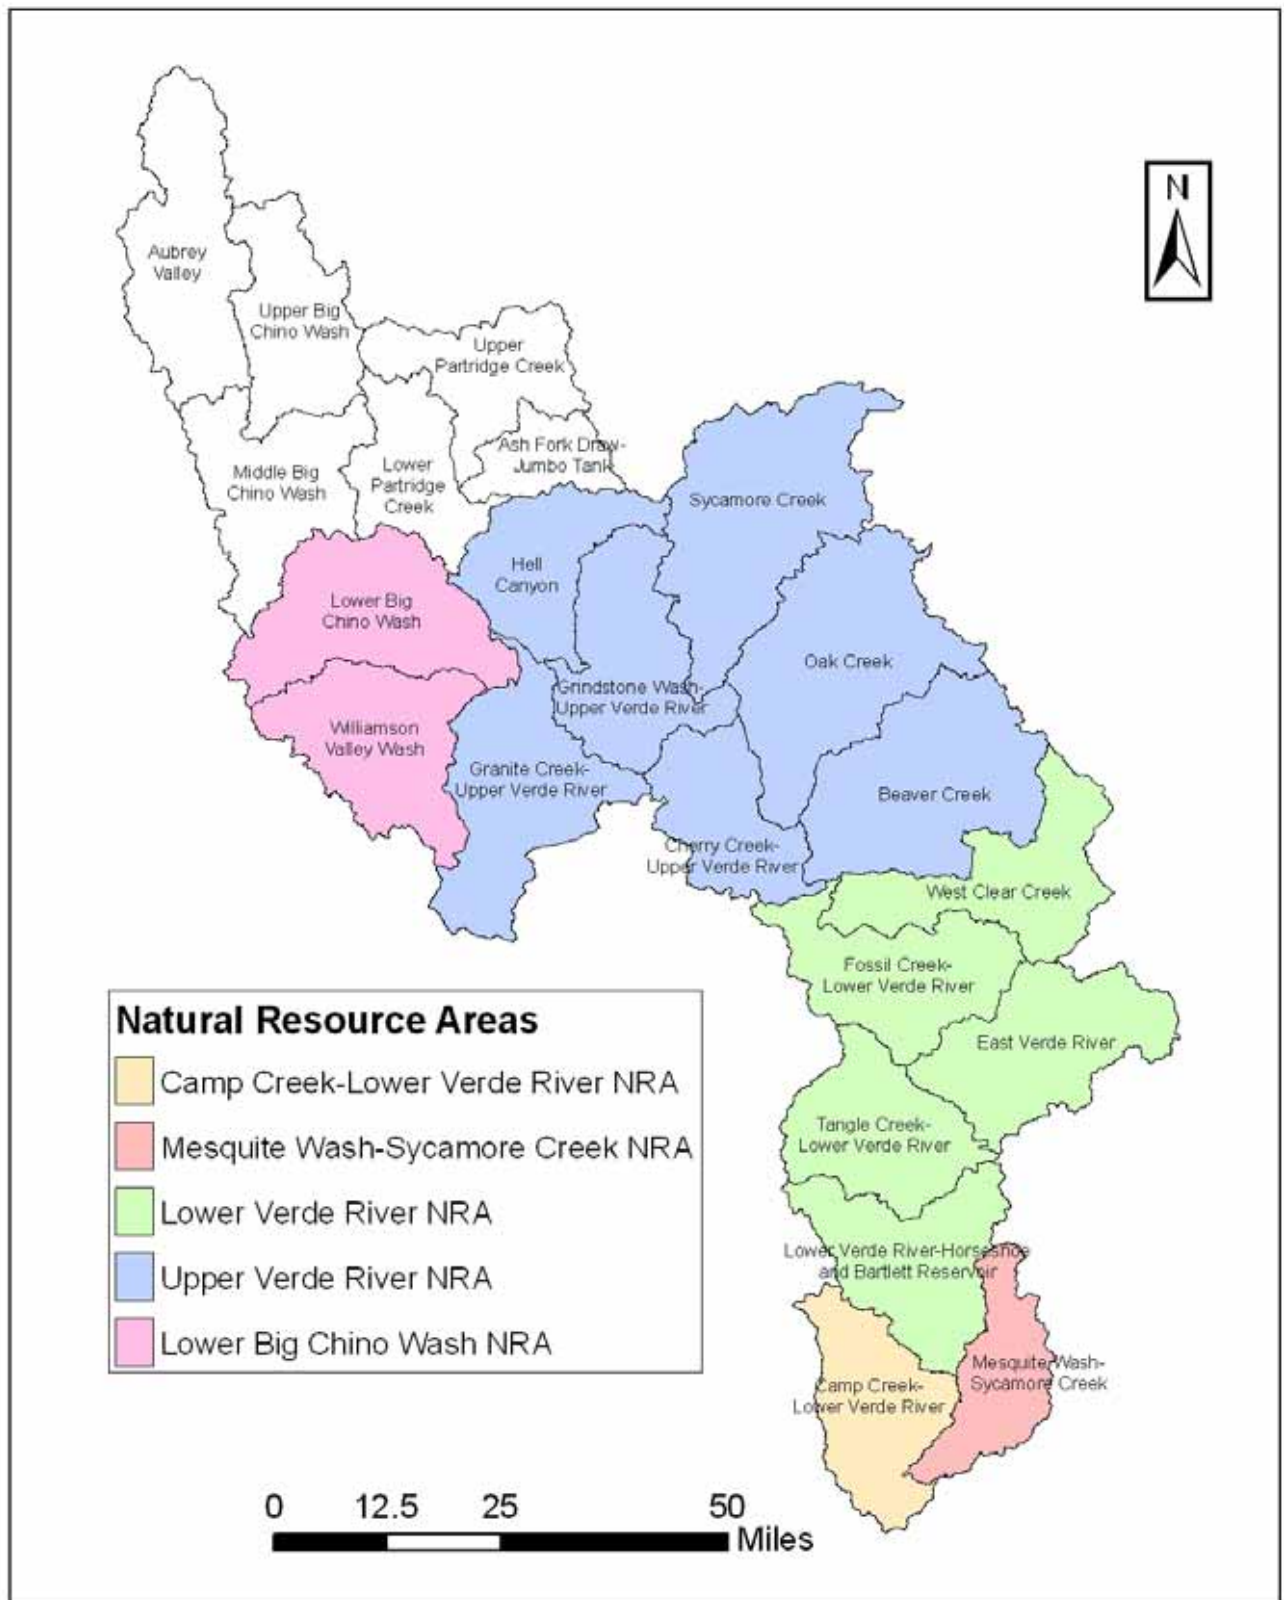 N
Aubrey
Valley
Upper Big
Chino Wash
Upper
Partridge Creek
Ash Fork Draw-
Jumbo Tank
Middle Big
Chino Wash
Lower
Partridge
Creek
Sycamore Creek
Hell
Canyon
Lower Big
Chino Wash
Oak Creek
Grindstone Wash-
Upper Verde River
Williamson
Valley Wash
Granite Creek-
Upper Verde River
Beaver Creek
Cherry Creek-
Upper Verde River
West Clear Creek
Fossil Creek-
Lower Verde River
East Verde River
Tangle Creek-
Lower Verde River
Lower Verde River-Horseshoe
and Bartlett Reservoir
Mesquite Wash-
Sycamore Creek
Camp Creek-
Lower Verde River
Natural Resource Areas
Camp Creek-Lower Verde River NRA
Mesquite Wash-Sycamore Creek NRA
Lower Verde River NRA
Upper Verde River NRA
Lower Big Chino Wash NRA
0 12.5 25 50
Miles